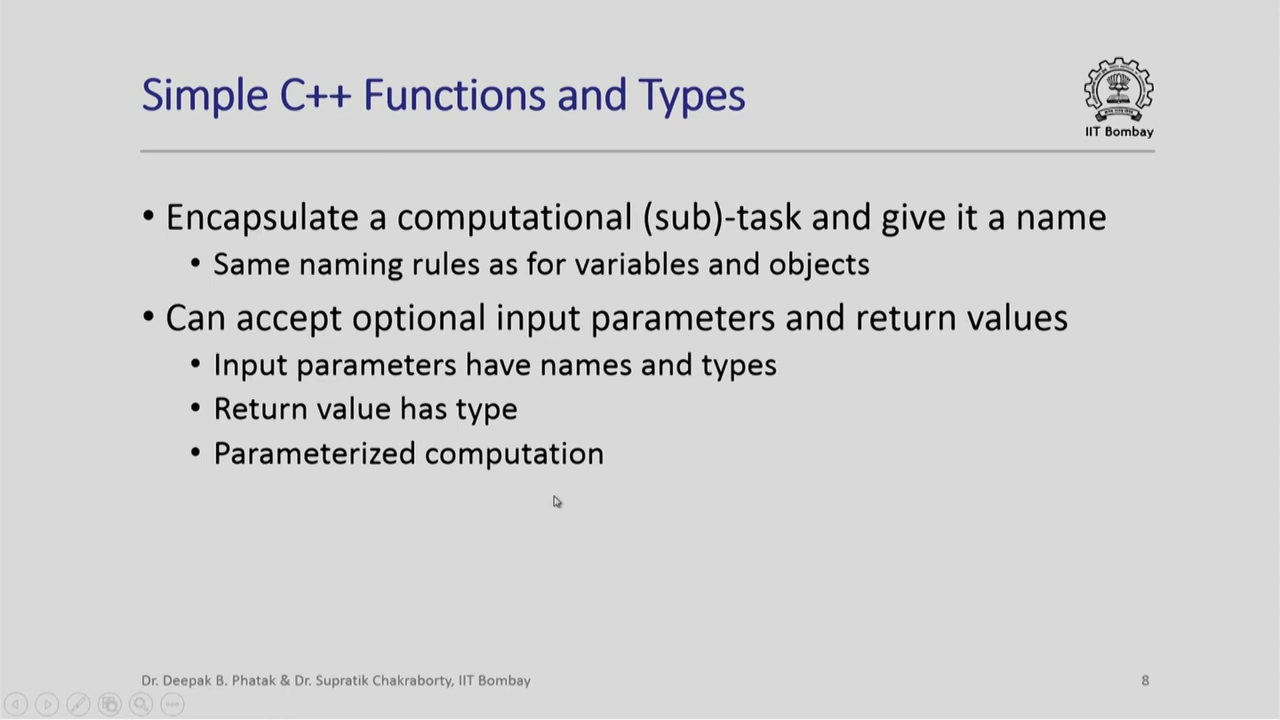 Simple C++ Functions and Types
IIT Bombay
• Encapsulate a computational (sub)-task and give it a name
• Same naming rules as for variables and objects
• Can accept optional input parameters and return values
• Input parameters have names and types
• Return value has type
• Parameterized computation
Dr. Deepak B. Phatak & Dr. Supratik Chakraborty, IIT Bombay
8